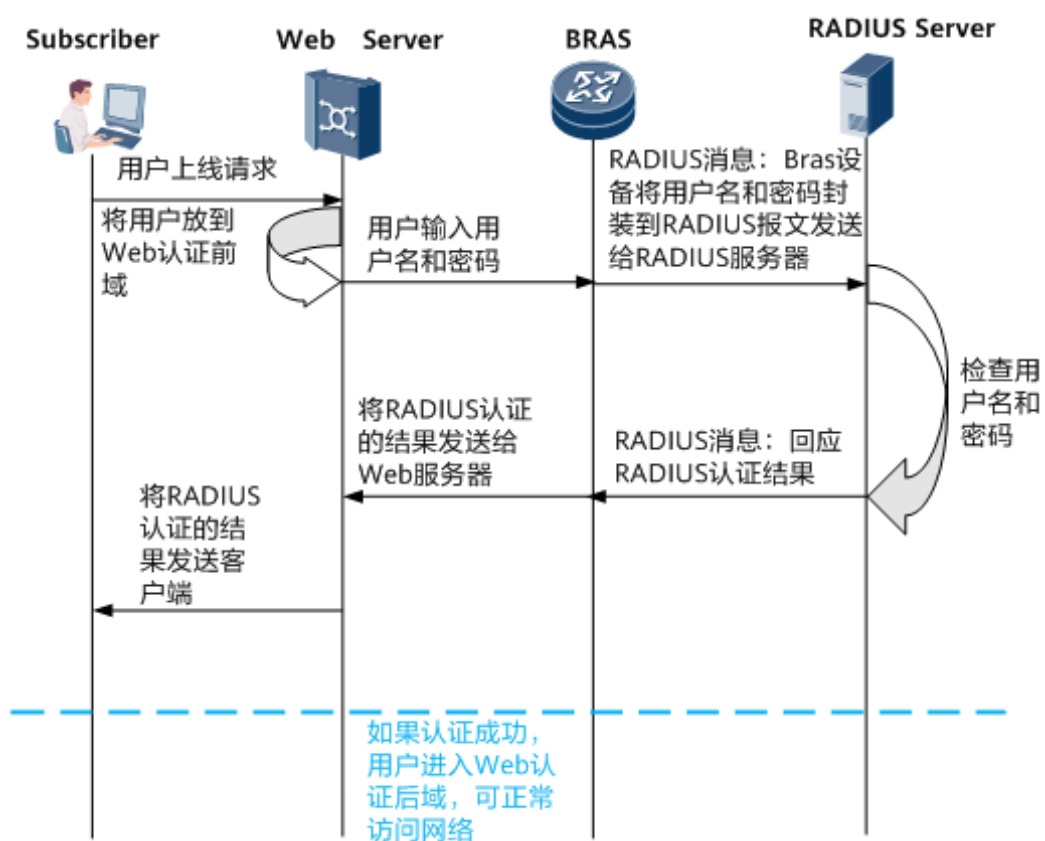 Subscriber
Web Server
BRAS
RADIUS Server
用户上线请求
将用户放到
Web认证前
域
用户输入用
户名和密码
RADIUS消息：Bras设
备将用户名和密码封
装到RADIUS报文发送
给RADIUS服务器
检查用
户名和
密码
RADIUS消息：回应
RADIUS认证结果
将RADIUS认证
的结果发送给
Web服务器
将RADIUS
认证的结
果发送客
户端
如果认证成功，
用户进入Web认
证后域，可正常
访问网络